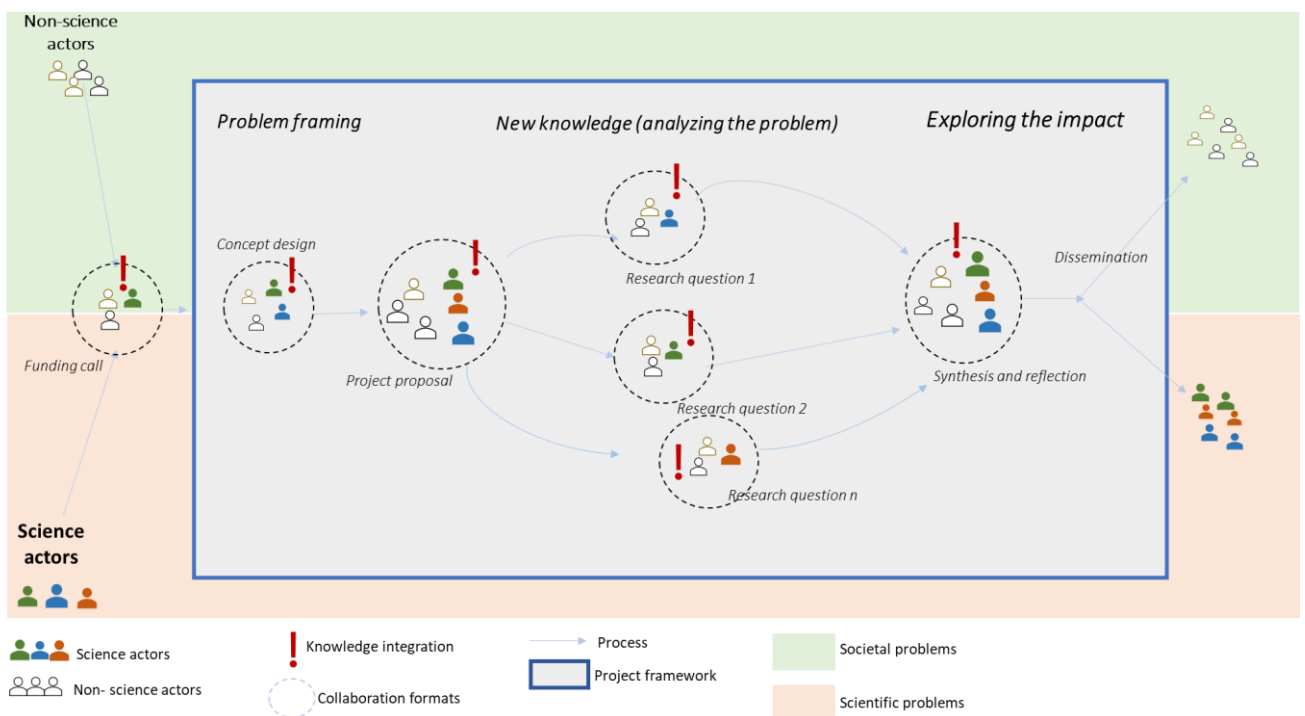 Non-science
actors
Problem framing
New knowledge (analyzing the problem)
Exploring the impact
Concept design
Dissemination
Research question 1
Funding call
Project proposal
Synthesis and reflection
Research question 2
Research question n
Science
actors
Science actors
Non- science actors
Knowledge integration
Collaboration formats
Process
Project framework
Societal problems
Scientific problems